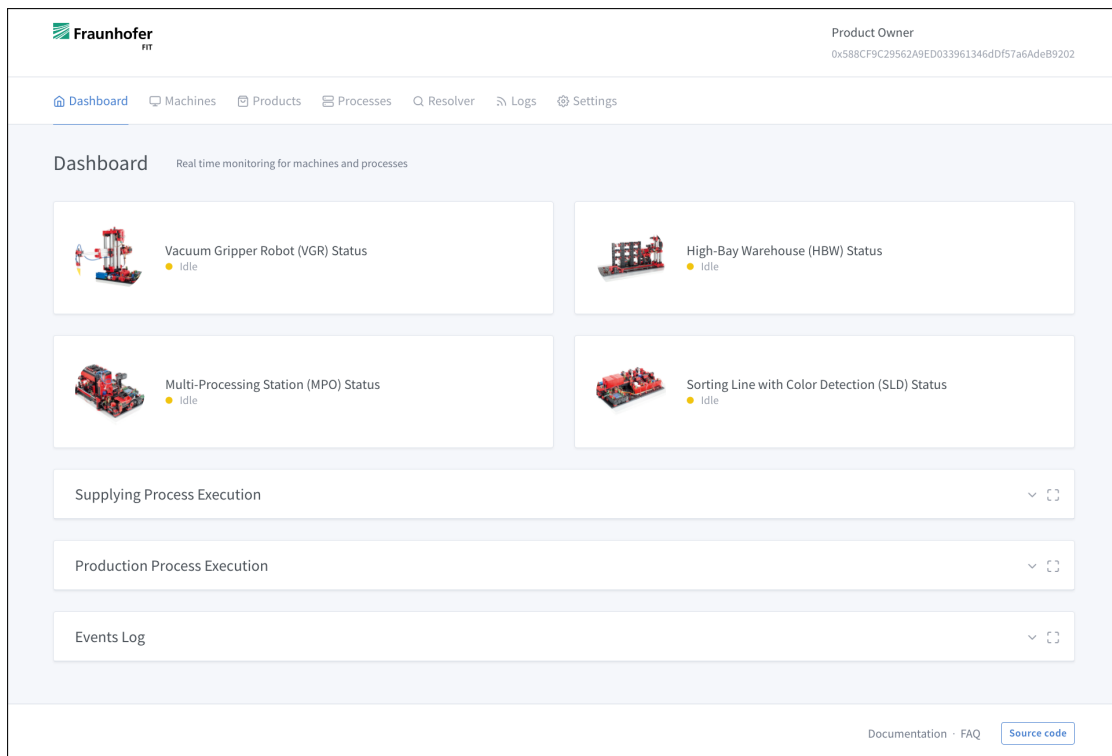 Fraunhofer
FIT
Product Owner
0x588CF9C29562A9ED033961346dDf57a6AdeB9202
Dashboard Machines Products Processes Resolver Logs Settings
Dashboard Real time monitoring for machines and processes
Vacuum Gripper Robot (VGR) Status
Idle
High-Bay Warehouse (HBW) Status
Idle
Multi-Processing Station (MPO) Status
Idle
Sorting Line with Color Detection (SLD) Status
Idle
Supplying Process Execution
Production Process Execution
Events Log
Documentation · FAQ Source code